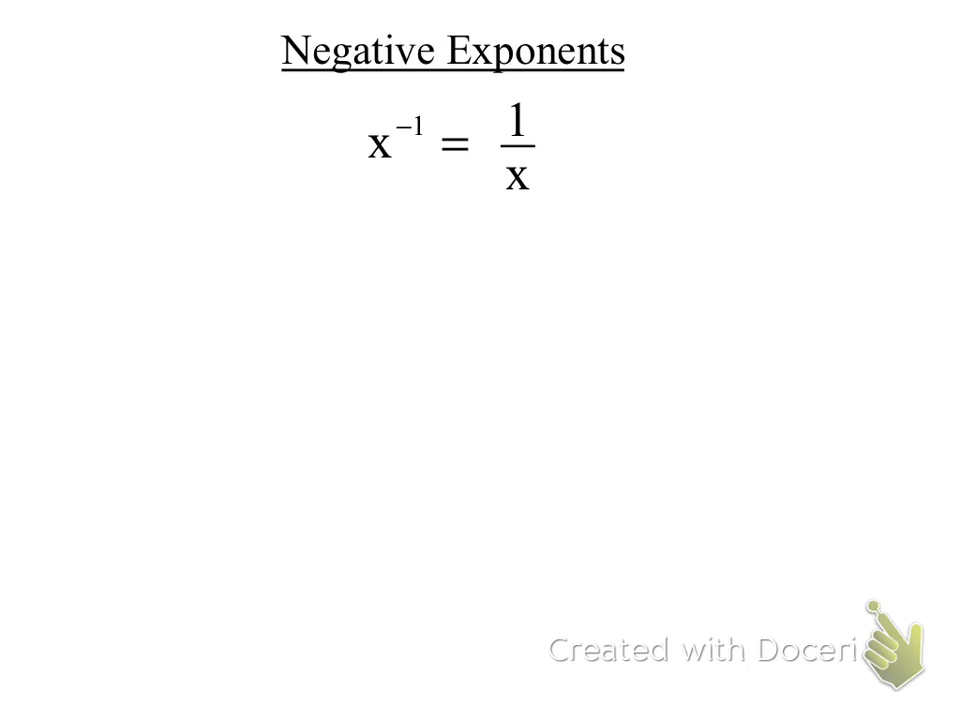 Negative Exponents
x⁻¹ = 1/x
Created with Doceri